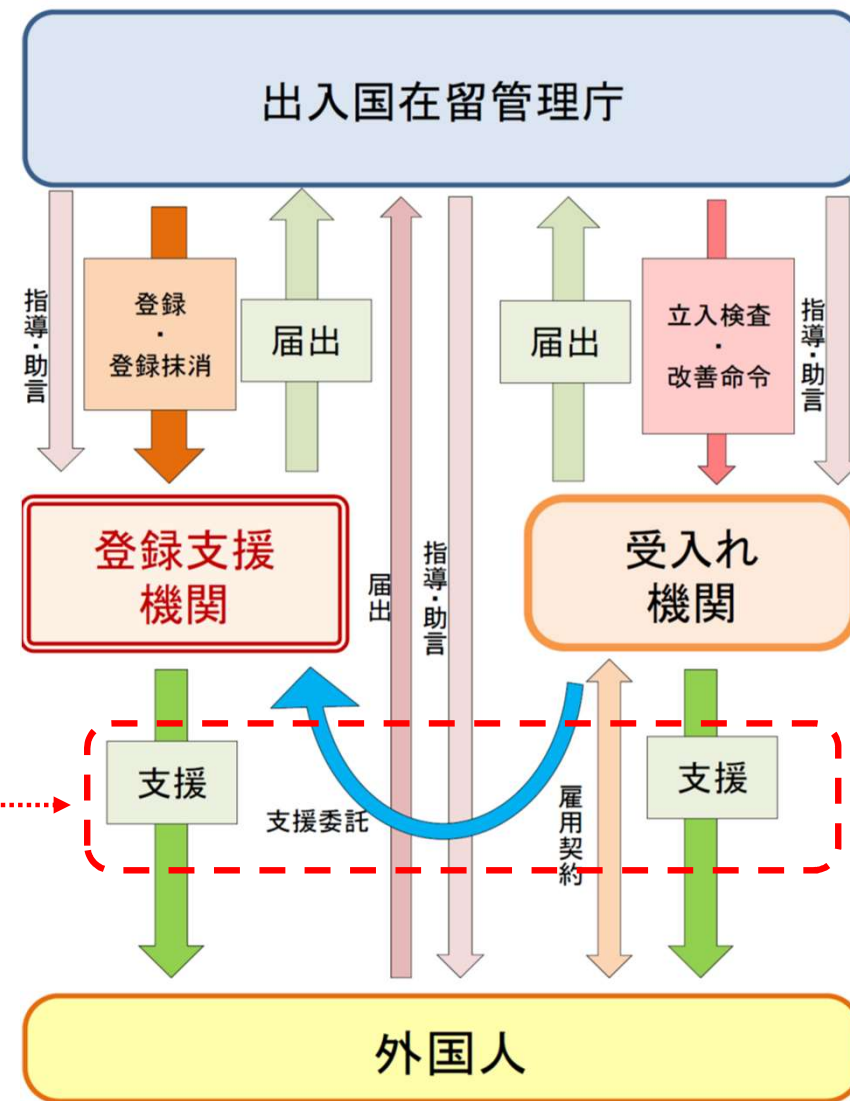 出入国在留管理庁
指導・助言
登録
・
登録抹消
届出
届出
指導・助言
届出
立入検査
・
改善命令
指導・助言
登録支援
機関
受入れ
機関
支援
支援委託
雇用契約
支援
外国人